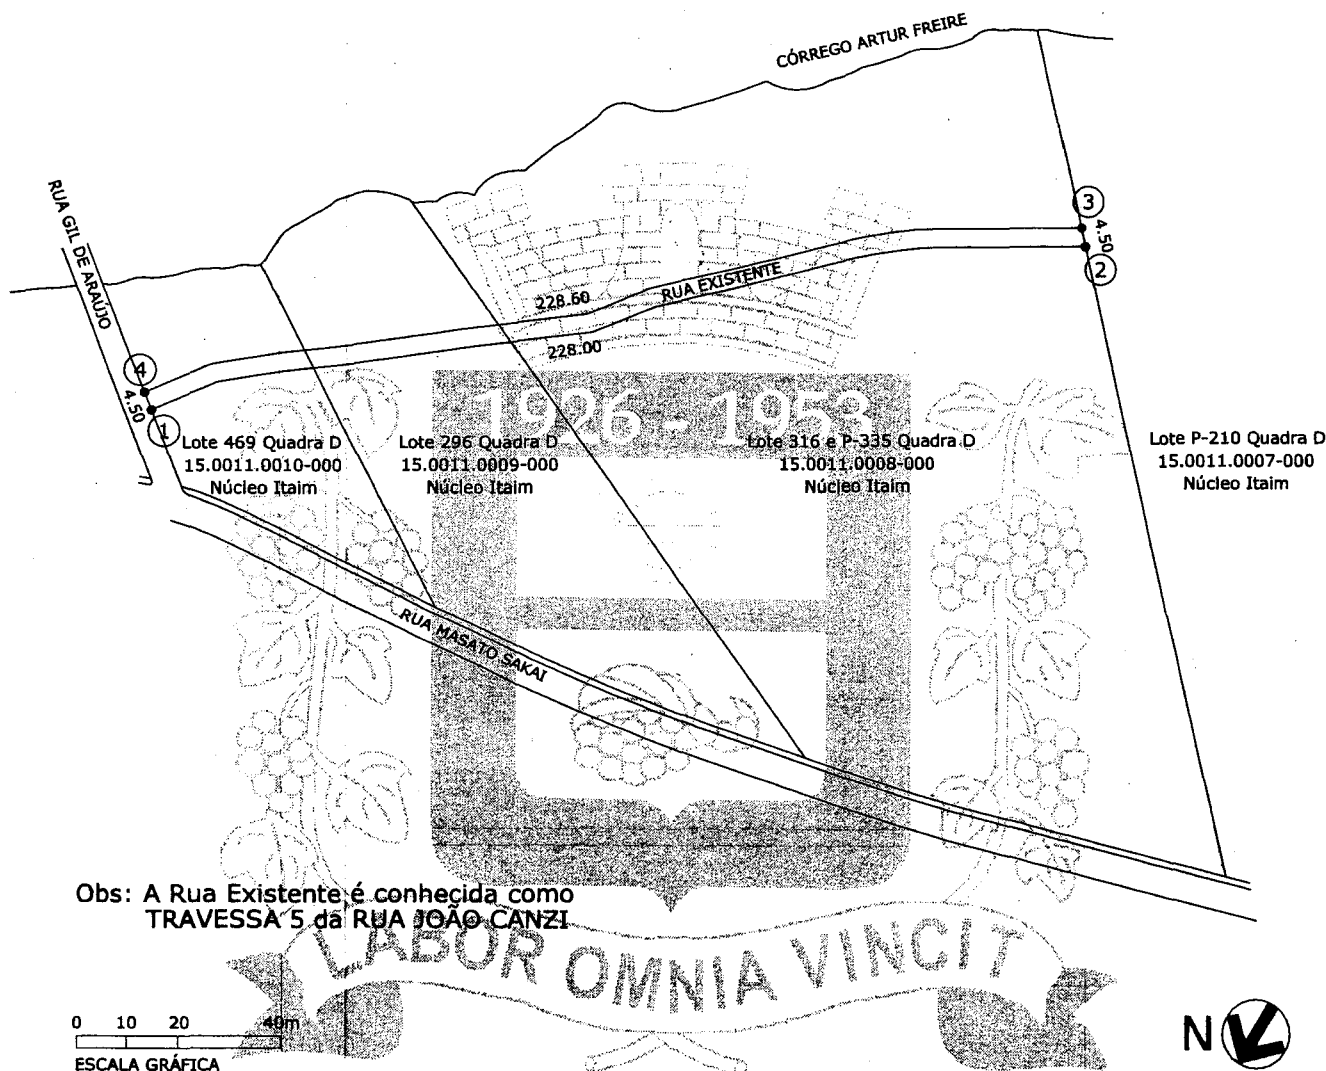 CÓRREGO ARTUR FREIRE
RUA GIL DE ARAÚJO
3
4.50
2
228.60
RUA EXISTENTE
228.00
4
4.50
1
1926 - 1953
Lote 469 Quadra D
15.0011.0010-000
Núcleo Itaim
Lote 296 Quadra D
15.0011.0009-000
Núcleo Itaim
Lote 316 e P-335 Quadra D
15.0011.0008-000
Núcleo Itaim
Lote P-210 Quadra D
15.0011.0007-000
Núcleo Itaim
RUA MASATO SAKAI
Obs: A Rua Existente é conhecida como
TRAVESSA 5 da RUA JOÃO CANZI
LABOR OMNIA VINCIT
0 10 20 40m
ESCALA GRÁFICA
N